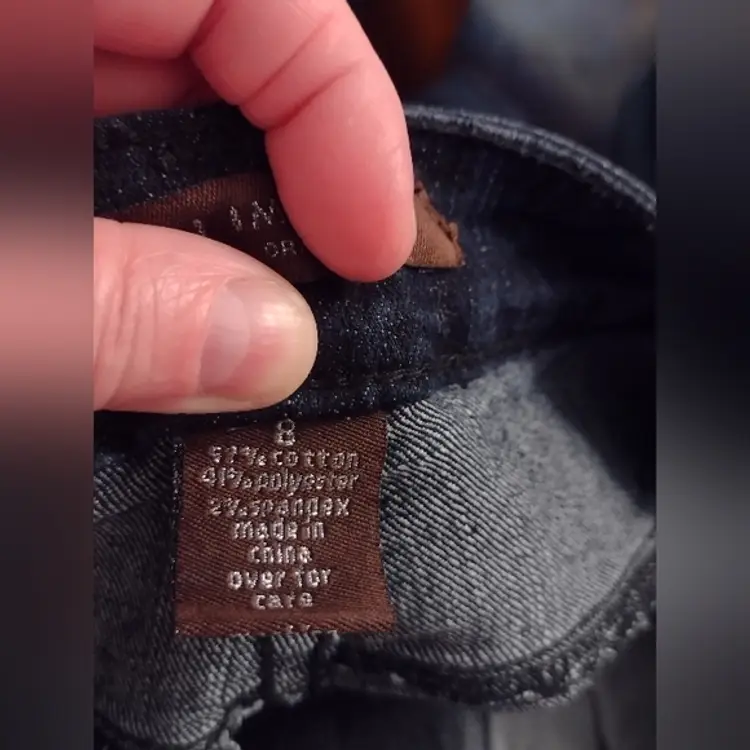 8
57% cotton
41% polyester
2% spandex
made in
china
over for
care